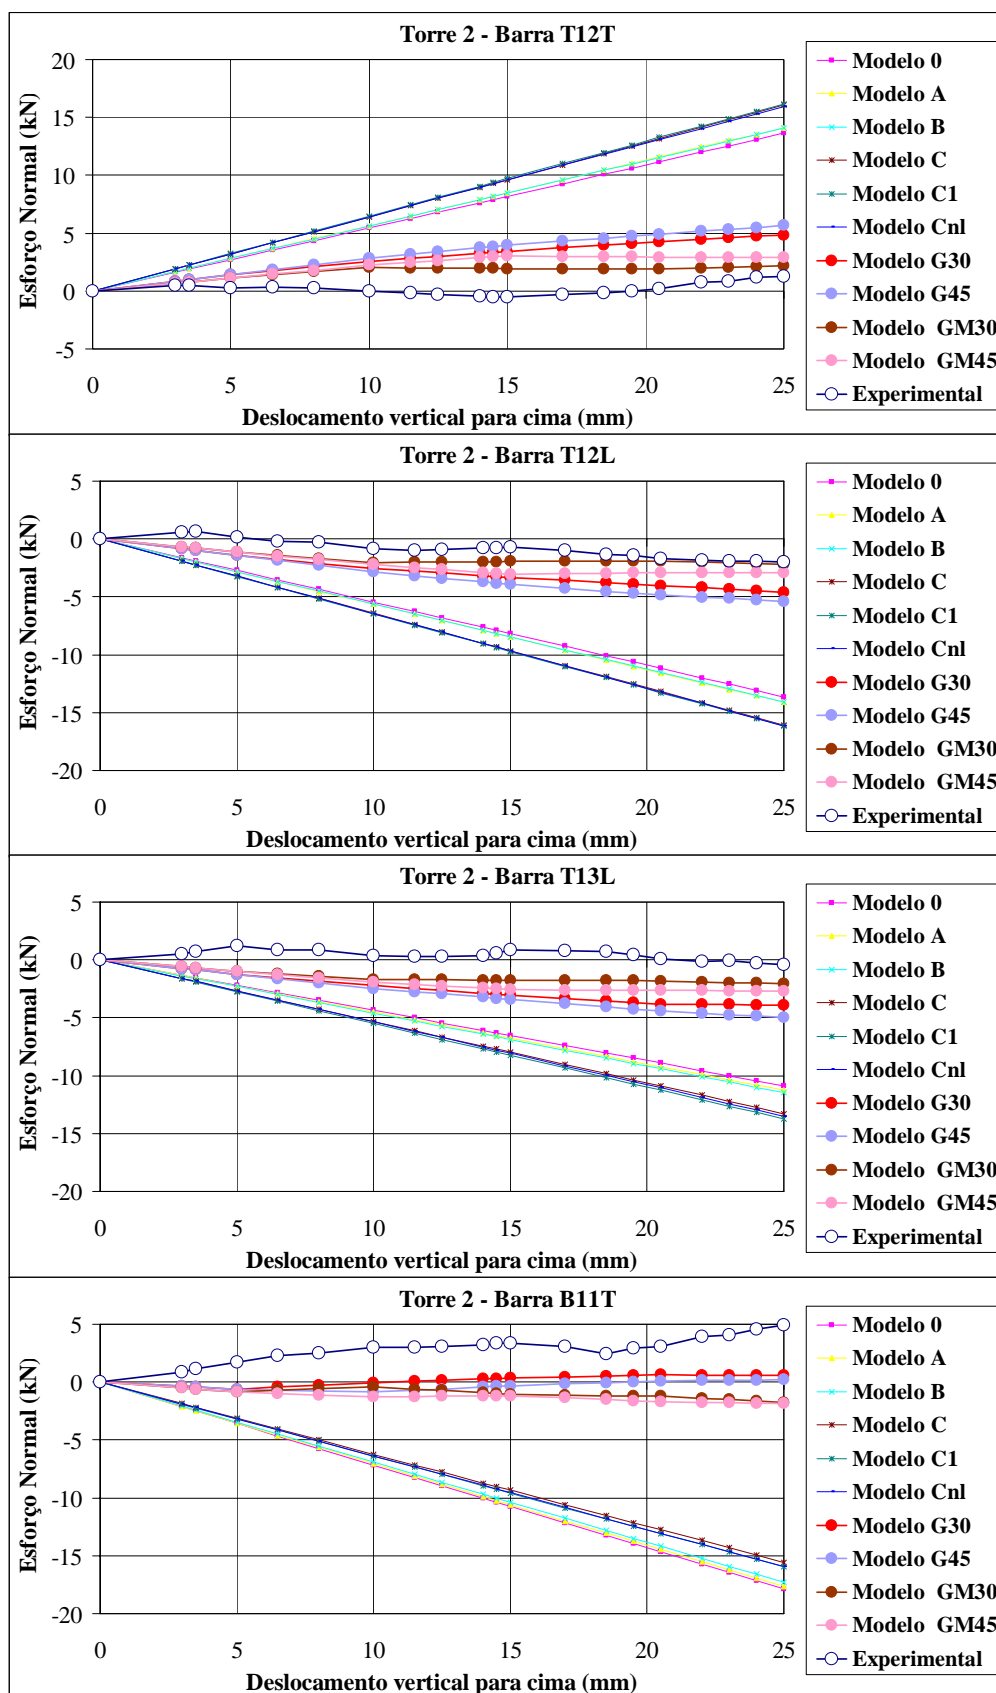 Torre 2 - Barra T12T
Esforço Normal (kN)
20
15
10
5
0
-5
0 5 10 15 20 25
Deslocamento vertical para cima (mm)
Modelo 0
Modelo A
Modelo B
Modelo C
Modelo C1
Modelo Cnl
Modelo G30
Modelo G45
Modelo GM30
Modelo GM45
Experimental
Torre 2 - Barra T12L
Esforço Normal (kN)
5
0
-5
-10
-15
-20
0 5 10 15 20 25
Deslocamento vertical para cima (mm)
Modelo 0
Modelo A
Modelo B
Modelo C
Modelo C1
Modelo Cnl
Modelo G30
Modelo G45
Modelo GM30
Modelo GM45
Experimental
Torre 2 - Barra T13L
Esforço Normal (kN)
5
0
-5
-10
-15
-20
0 5 10 15 20 25
Deslocamento vertical para cima (mm)
Modelo 0
Modelo A
Modelo B
Modelo C
Modelo C1
Modelo Cnl
Modelo G30
Modelo G45
Modelo GM30
Modelo GM45
Experimental
Torre 2 - Barra B11T
Esforço Normal (kN)
5
0
-5
-10
-15
-20
0 5 10 15 20 25
Deslocamento vertical para cima (mm)
Modelo 0
Modelo A
Modelo B
Modelo C
Modelo C1
Modelo Cnl
Modelo G30
Modelo G45
Modelo GM30
Modelo GM45
Experimental